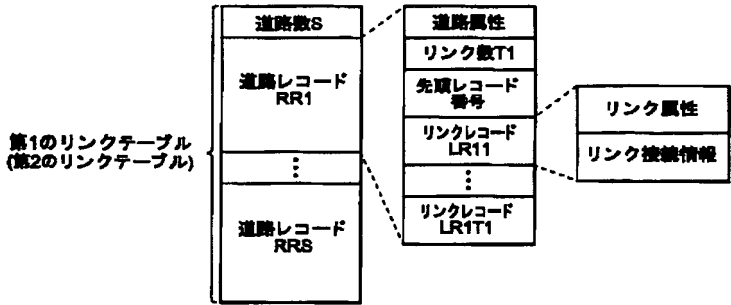 第1のリンクテーブル
(第2のリンクテーブル)
道路数S
道路レコード
RR1
⋮
道路レコード
RRS
道路属性
リンク数T1
先頭レコード
番号
リンクレコード
LR11
⋮
リンクレコード
LR1T1
リンク属性
リンク接続情報